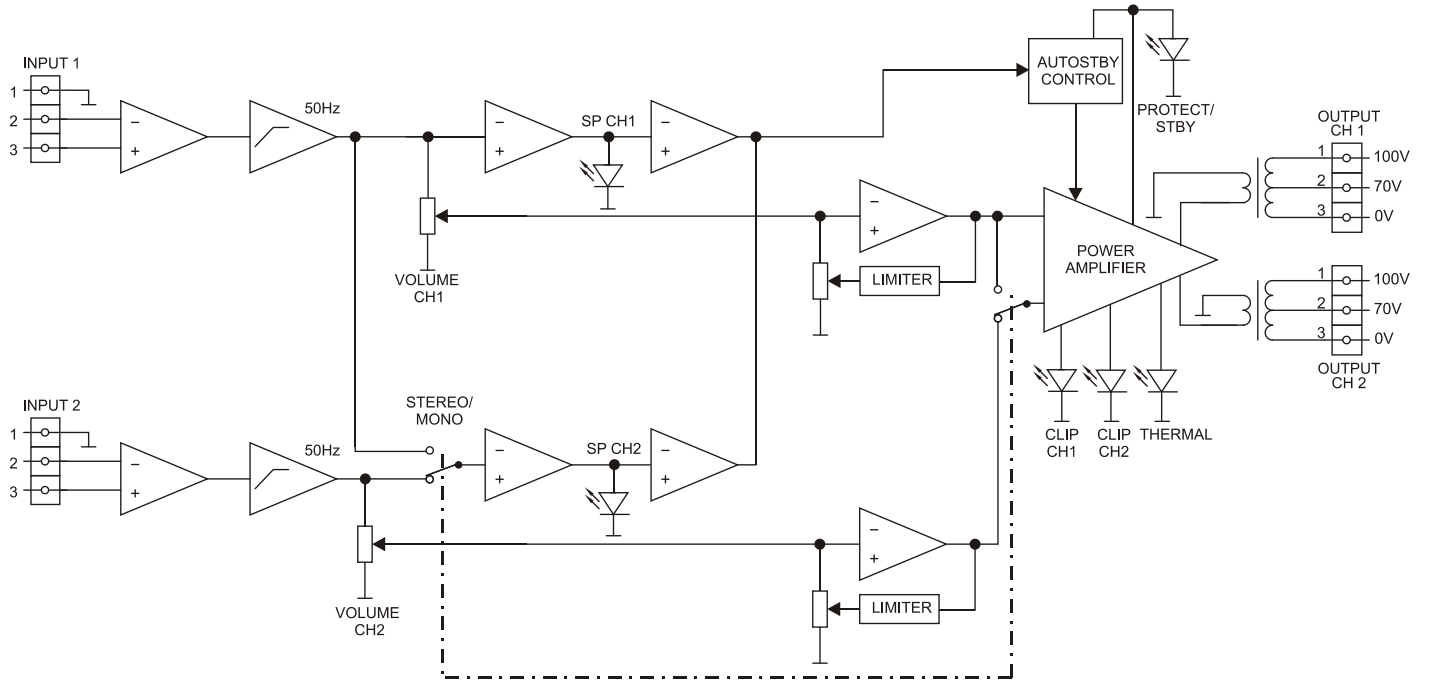 INPUT 1
1
2
3
− +
50Hz
− +
SP CH1
− +
VOLUME
CH1
AUTOSTBY
CONTROL
PROTECT/
STBY
− +
LIMITER
POWER
AMPLIFIER
OUTPUT
CH 1
1 100V
2 70V
3 0V
1 100V
2 70V
3 0V
OUTPUT
CH 2
CLIP
CH1
CLIP
CH2
THERMAL
INPUT 2
1
2
3
− +
50Hz
STEREO/
MONO
− +
SP CH2
− +
VOLUME
CH2
− +
LIMITER